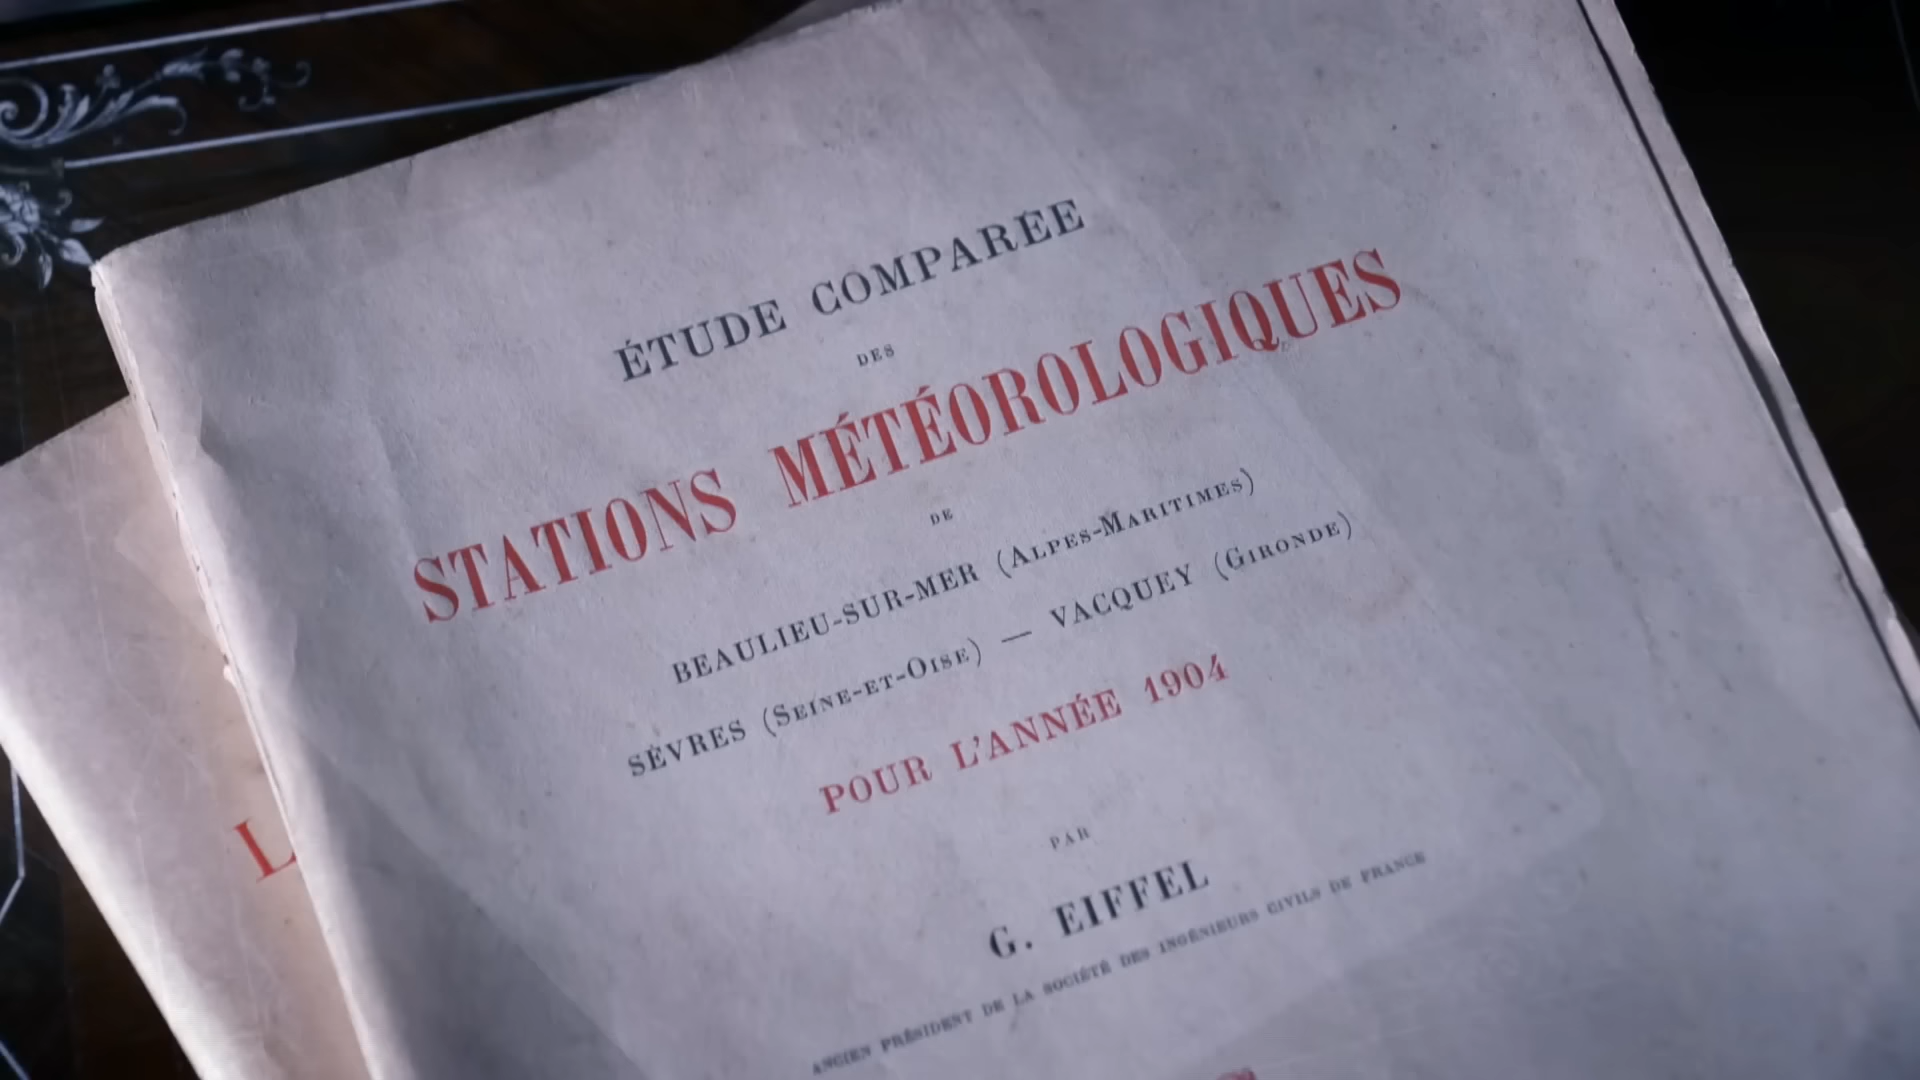 ÉTUDE COMPARÉE
DES
STATIONS MÉTÉOROLOGIQUES
DE
BEAULIEU-SUR-MER (ALPES-MARITIMES)
SÈVRES (SEINE-ET-OISE) — VACQUEY (GIRONDE)
POUR L'ANNÉE 1904
PAR
G. EIFFEL
ANCIEN PRÉSIDENT DE LA SOCIÉTÉ DES INGÉNIEURS CIVILS DE FRANCE
L